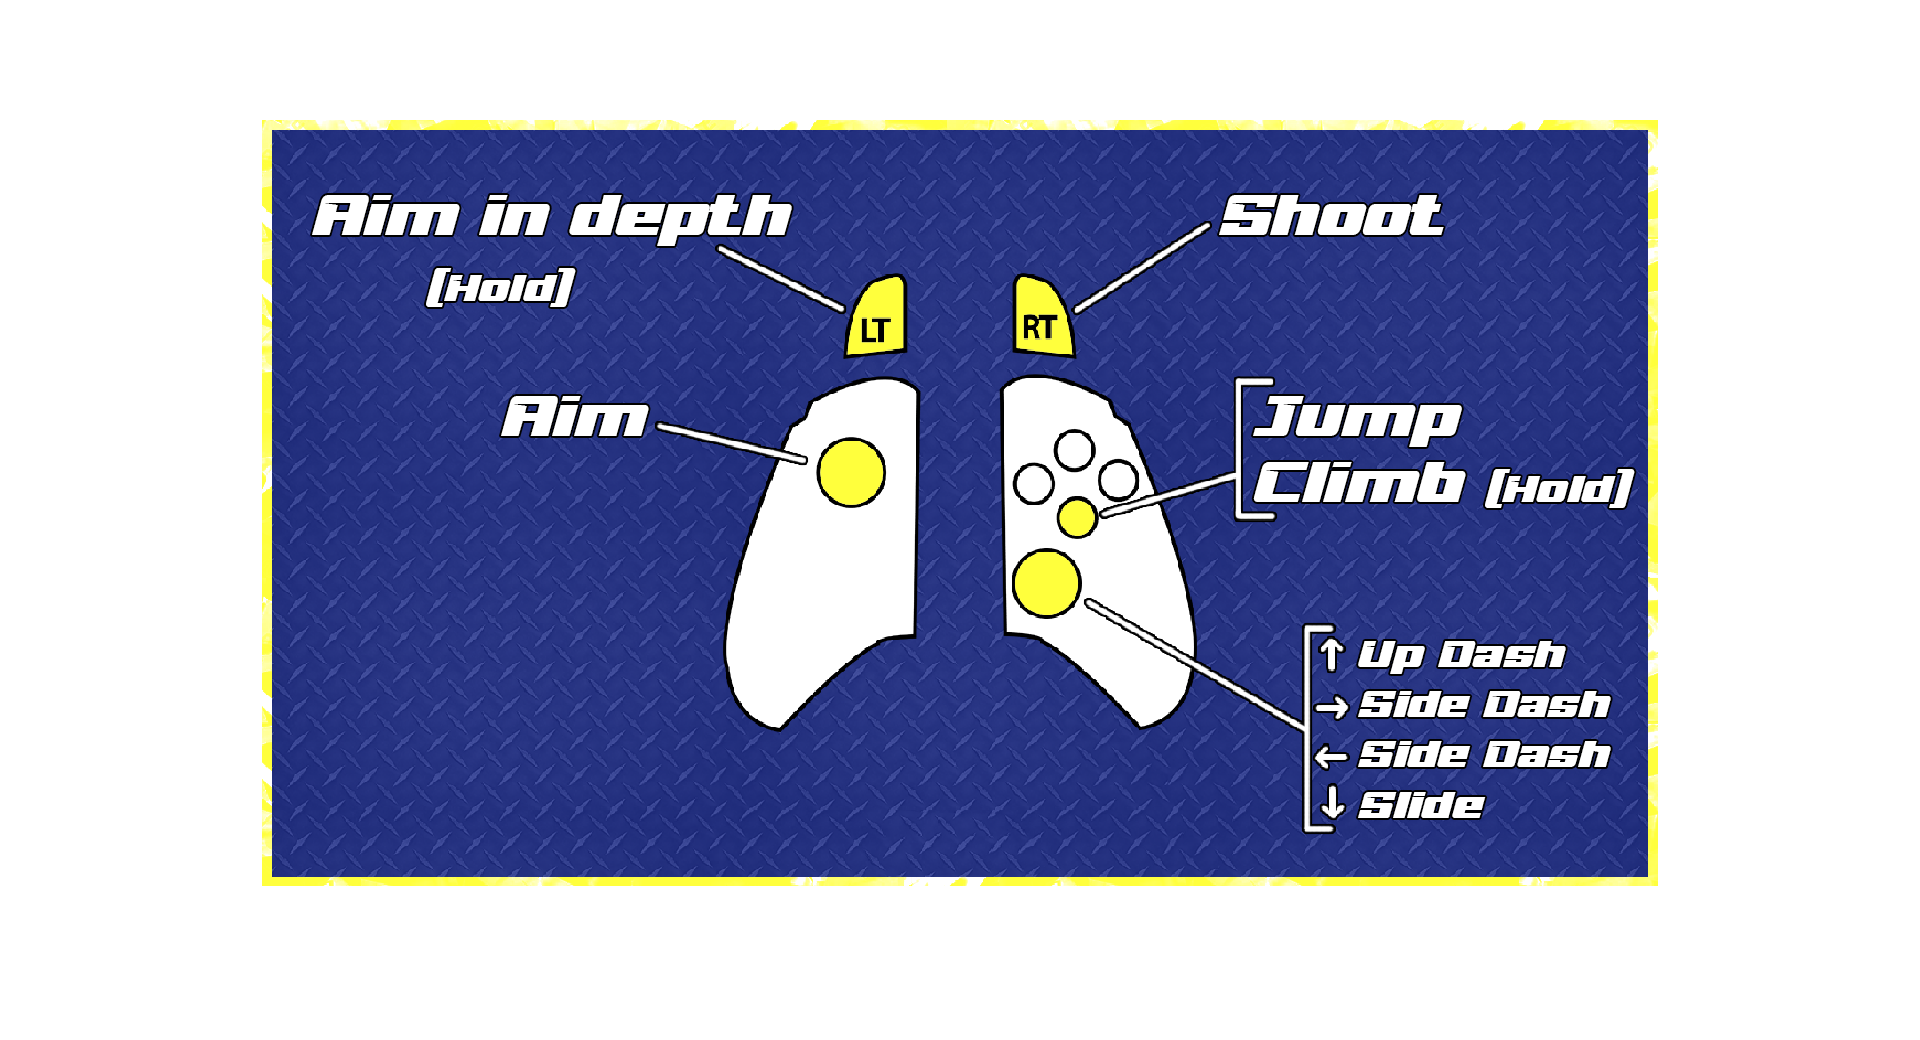 Aim in depth
(Hold)
Shoot
LT
RT
Aim
Jump
Climb (Hold)
↑ Up Dash
→ Side Dash
← Side Dash
↓ Slide